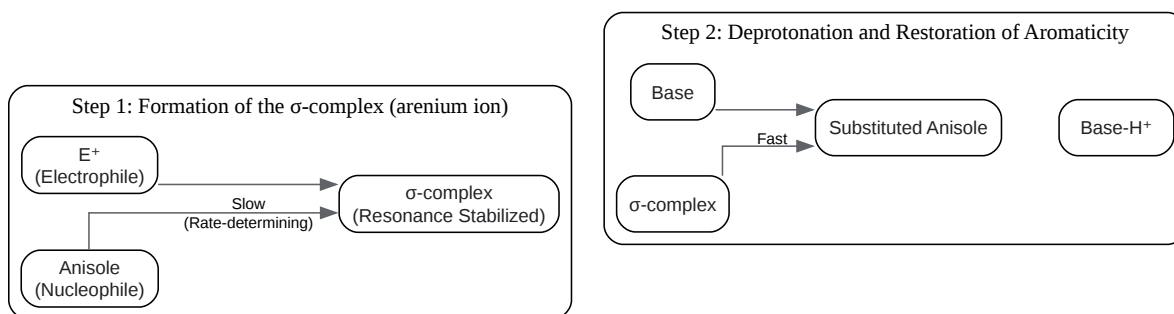 Step 1: Formation of the σ-complex (arenium ion)
E⁺
(Electrophile)
Slow
(Rate-determining)
σ-complex
(Resonance Stabilized)
Anisole
(Nucleophile)
Step 2: Deprotonation and Restoration of Aromaticity
Base
Fast
Substituted Anisole
Base-H⁺
σ-complex